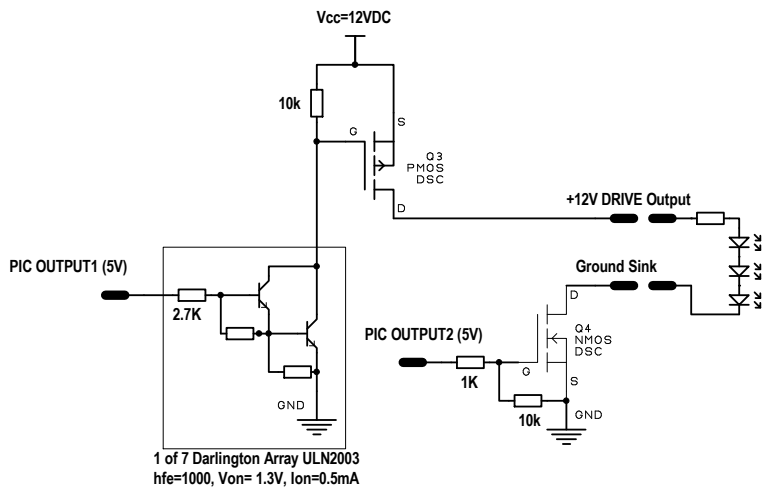 Vcc=12VDC
10k
G
S
Q3
PMOS
DSC
D
+12V DRIVE Output
PIC OUTPUT1 (5V)
2.7K
Ground Sink
D
PIC OUTPUT2 (5V)
Q4
NMOS
DSC
1K
G
S
10k
GND
GND
1 of 7 Darlington Array ULN2003
hfe=1000, Von= 1.3V, Ion=0.5mA